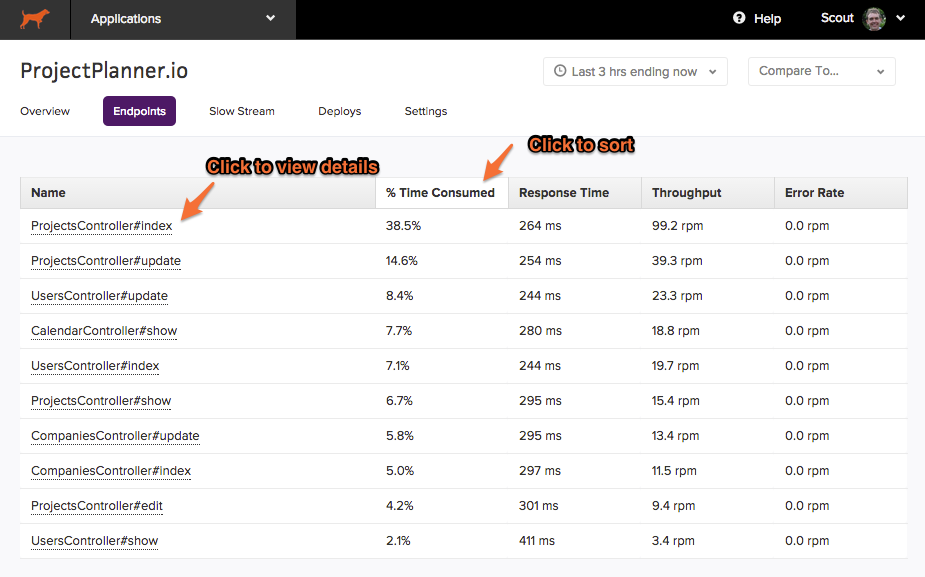 Applications
Help
Scout
ProjectPlanner.io
Last 3 hrs ending now
Compare To...
Overview Endpoints Slow Stream Deploys Settings
Click to view details
Click to sort
Name % Time Consumed Response Time Throughput Error Rate
ProjectsController#index 38.5% 264 ms 99.2 rpm 0.0 rpm
ProjectsController#update 14.6% 254 ms 39.3 rpm 0.0 rpm
UsersController#update 8.4% 244 ms 23.3 rpm 0.0 rpm
CalendarController#show 7.7% 280 ms 18.8 rpm 0.0 rpm
UsersController#index 7.1% 244 ms 19.7 rpm 0.0 rpm
ProjectsController#show 6.7% 295 ms 15.4 rpm 0.0 rpm
CompaniesController#update 5.8% 295 ms 13.4 rpm 0.0 rpm
CompaniesController#index 5.0% 297 ms 11.5 rpm 0.0 rpm
ProjectsController#edit 4.2% 301 ms 9.4 rpm 0.0 rpm
UsersController#show 2.1% 411 ms 3.4 rpm 0.0 rpm